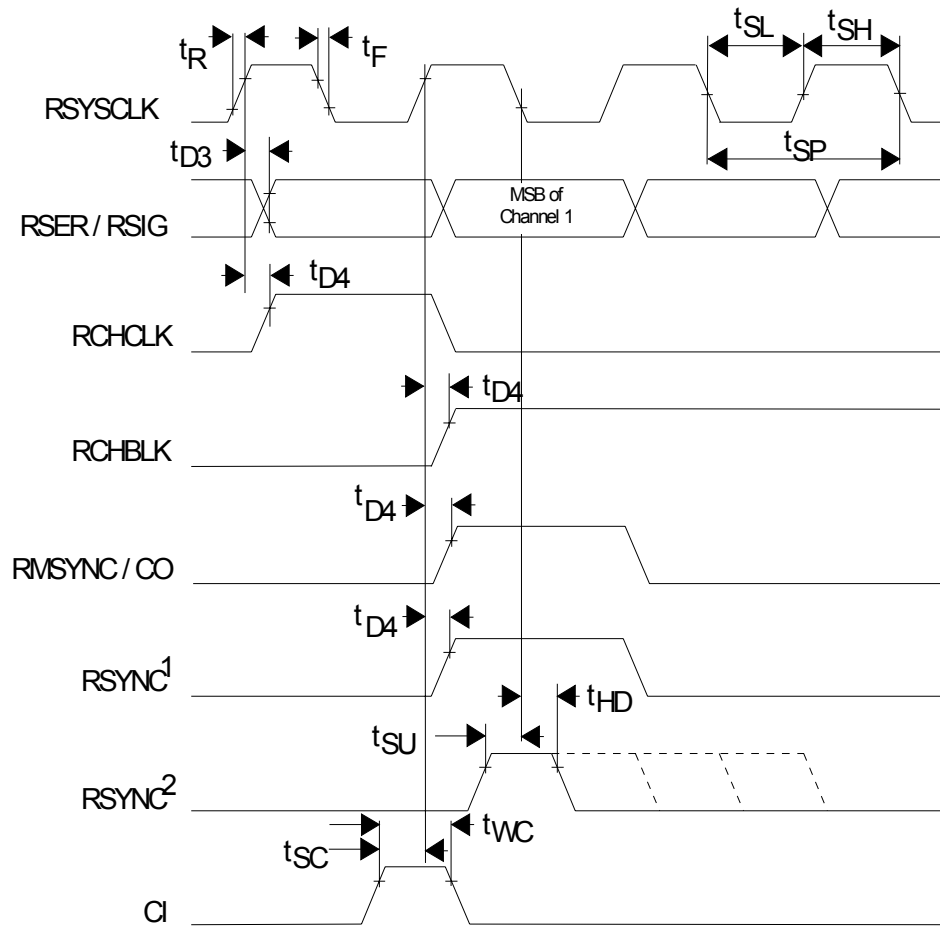 tR tF tSL tSH
RSYSCLK
tD3 tSP
RSER / RSIG MSB of
Channel 1
tD4
RCHCLK
tD4
RCHBLK
tD4
RMSYNC / CO
tD4
RSYNC1
tHD
tSU
RSYNC2
tWC
tSC
CI